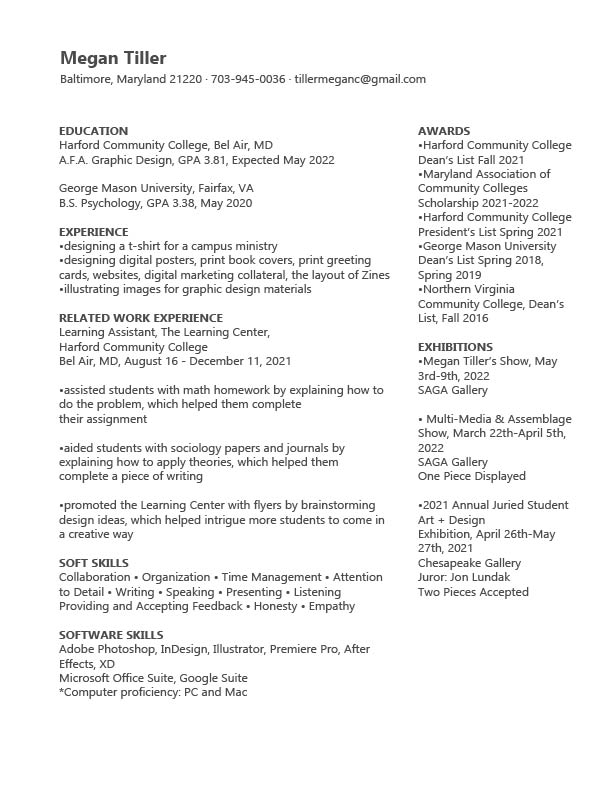 Megan Tiller
Baltimore, Maryland 21220 · 703-945-0036 · tillermeganc@gmail.com
EDUCATION
Harford Community College, Bel Air, MD
A.F.A. Graphic Design, GPA 3.81, Expected May 2022
George Mason University, Fairfax, VA
B.S. Psychology, GPA 3.38, May 2020
EXPERIENCE
•designing a t-shirt for a campus ministry
•designing digital posters, print book covers, print greeting
cards, websites, digital marketing collateral, the layout of Zines
•illustrating images for graphic design materials
RELATED WORK EXPERIENCE
Learning Assistant, The Learning Center,
Harford Community College
Bel Air, MD, August 16 - December 11, 2021
•assisted students with math homework by explaining how to
do the problem, which helped them complete
their assignment
•aided students with sociology papers and journals by
explaining how to apply theories, which helped them
complete a piece of writing
•promoted the Learning Center with flyers by brainstorming
design ideas, which helped intrigue more students to come in
a creative way
SOFT SKILLS
Collaboration • Organization • Time Management • Attention
to Detail • Writing • Speaking • Presenting • Listening
Providing and Accepting Feedback • Honesty • Empathy
SOFTWARE SKILLS
Adobe Photoshop, InDesign, Illustrator, Premiere Pro, After
Effects, XD
Microsoft Office Suite, Google Suite
*Computer proficiency: PC and Mac
AWARDS
•Harford Community College
Dean's List Fall 2021
•Maryland Association of
Community Colleges
Scholarship 2021-2022
•Harford Community College
President's List Spring 2021
•George Mason University
Dean's List Spring 2018,
Spring 2019
•Northern Virginia
Community College, Dean's
List, Fall 2016
EXHIBITIONS
•Megan Tiller's Show, May
3rd-9th, 2022
SAGA Gallery
• Multi-Media & Assemblage
Show, March 22th-April 5th,
2022
SAGA Gallery
One Piece Displayed
•2021 Annual Juried Student
Art + Design
Exhibition, April 26th-May
27th, 2021
Chesapeake Gallery
Juror: Jon Lundak
Two Pieces Accepted